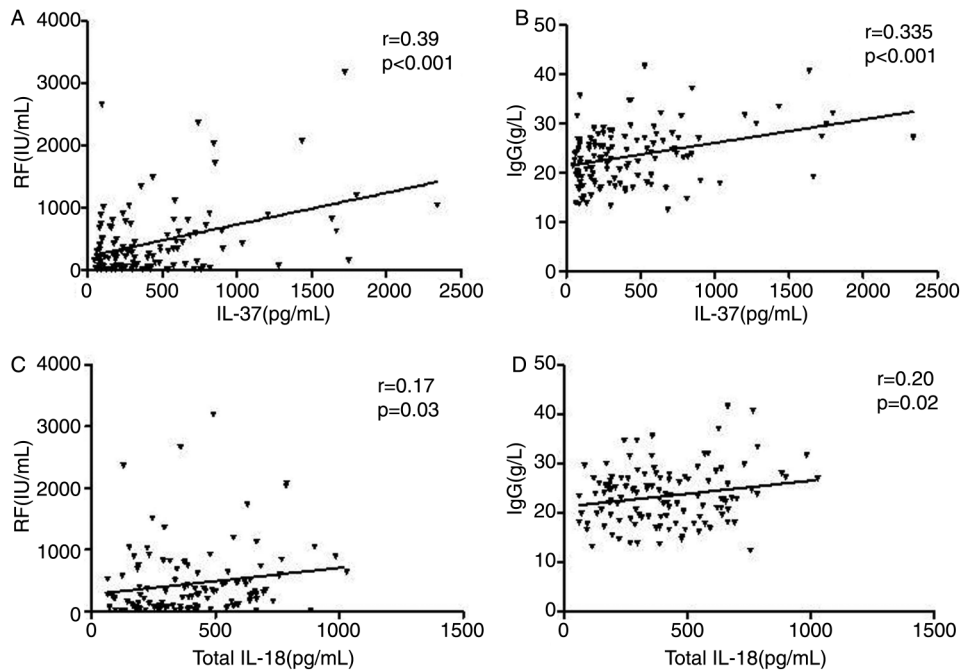 A
4000
3000
2000
1000
0
RF(IU/mL)
r=0.39
p<0.001
0 500 1000 1500 2000 2500
IL-37(pg/mL)
B
50
40
30
20
10
0
IgG(g/L)
r=0.335
p<0.001
0 500 1000 1500 2000 2500
IL-37(pg/mL)
C
4000
3000
2000
1000
0
RF(IU/mL)
r=0.17
p=0.03
0 500 1000 1500
Total IL-18(pg/mL)
D
50
40
30
20
10
0
IgG(g/L)
r=0.20
p=0.02
0 500 1000 1500
Total IL-18(pg/mL)